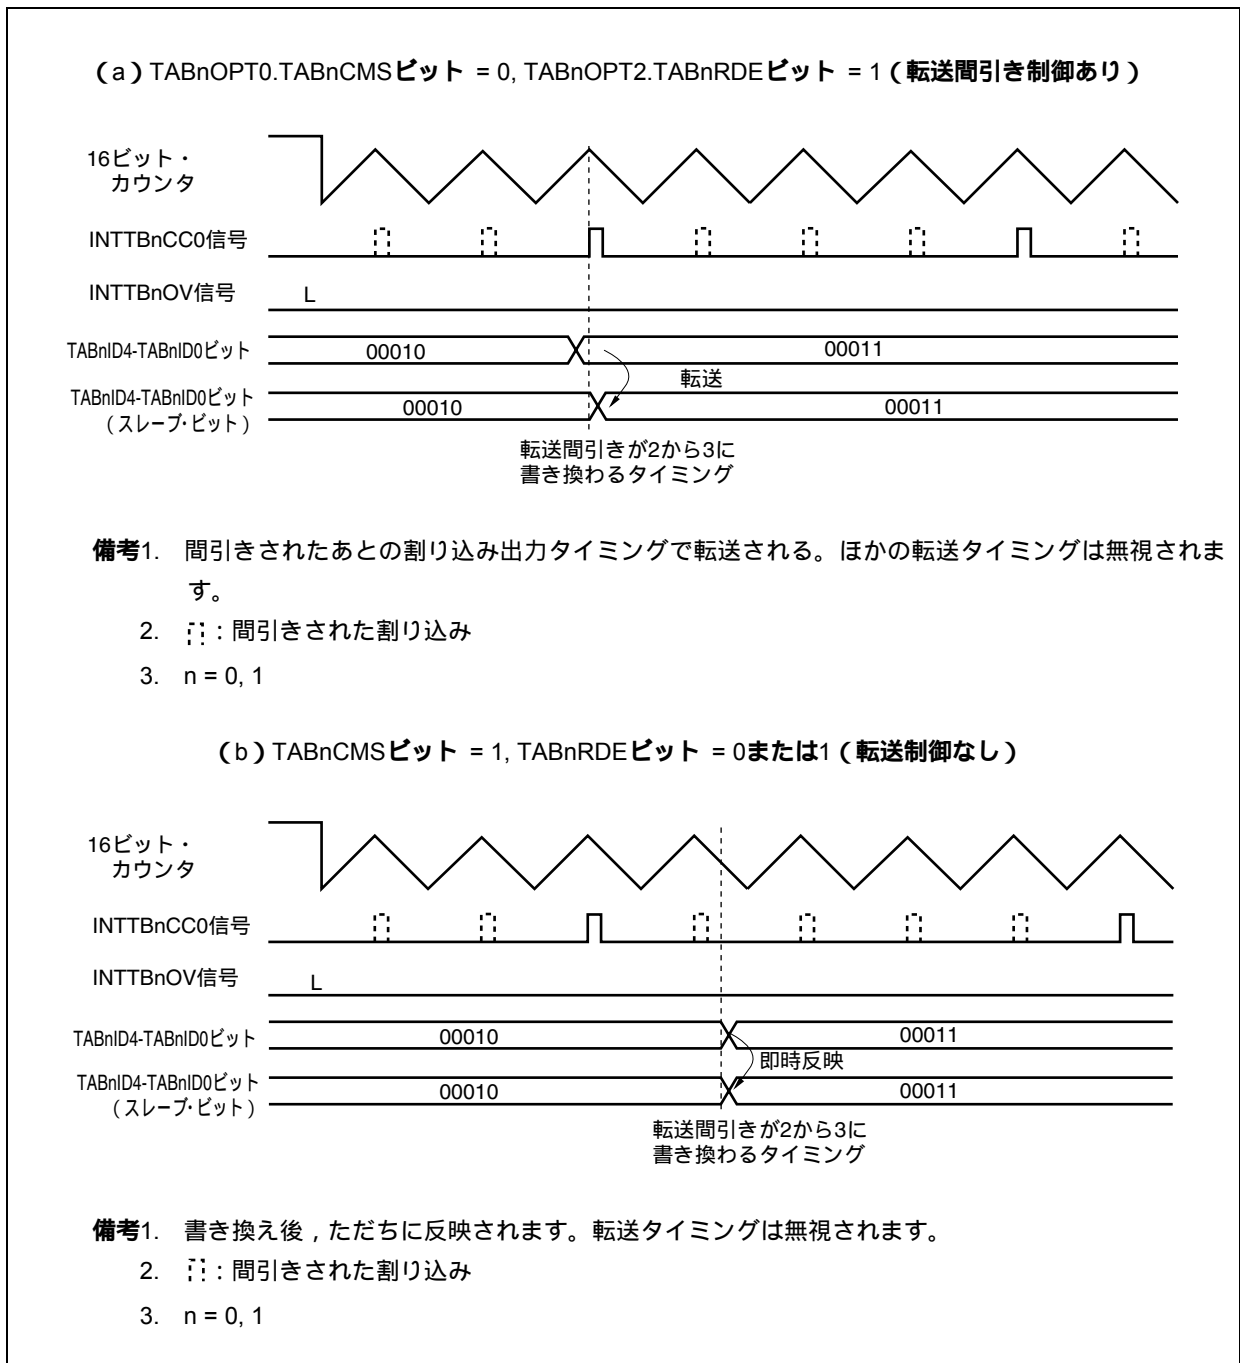 (a) TABnOPT0.TABnCMSビット = 0, TABnOPT2.TABnRDEビット = 1(転送間引き制御あり)
16ビット・
カウンタ
INTTBnCC0信号
INTTBnOV信号
L
TABnID4-TABnID0ビット
00010
00011
転送
TABnID4-TABnID0ビット
(スレーブ・ビット)
00010
00011
転送間引きが2から3に
書き換わるタイミング
備考1. 間引きされたあとの割り込み出力タイミングで転送される。ほかの転送タイミングは無視されま
す。
2. :間引きされた割り込み
3. n = 0, 1
(b) TABnCMSビット = 1, TABnRDEビット = 0または1(転送制御なし)
16ビット・
カウンタ
INTTBnCC0信号
INTTBnOV信号
L
TABnID4-TABnID0ビット
00010
00011
即時反映
TABnID4-TABnID0ビット
(スレーブ・ビット)
00010
00011
転送間引きが2から3に
書き換わるタイミング
備考1. 書き換え後,ただちに反映されます。転送タイミングは無視されます。
2. :間引きされた割り込み
3. n = 0, 1